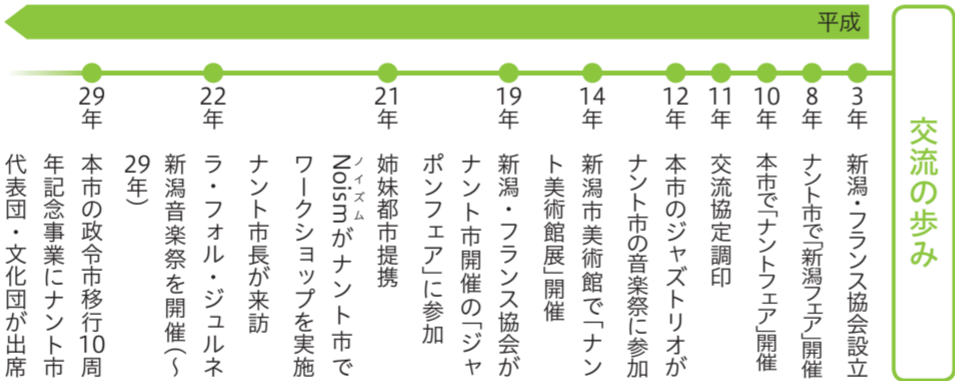 交流の歩み
平成
3年
新潟・フランス協会設立
8年
ナント市で「新潟フェア」開催
10年
本市で「ナントフェア」開催
11年
交流協定調印
12年
本市のジャズトリオが
ナント市の音楽祭に参加
14年
新潟市美術館で「ナン
ト美術館展」開催
19年
新潟・フランス協会が
ナント市開催の「ジャ
ポンフェア」に参加
21年
姉妹都市提携
Noismがナント市で
ノイズム
ワークショップを実施
ナント市長が来訪
22年
ラ・フォル・ジュルネ
新潟音楽祭を開催(~
29年)
29年
本市の政令市移行10周
年記念事業にナント市
代表団・文化団が出席